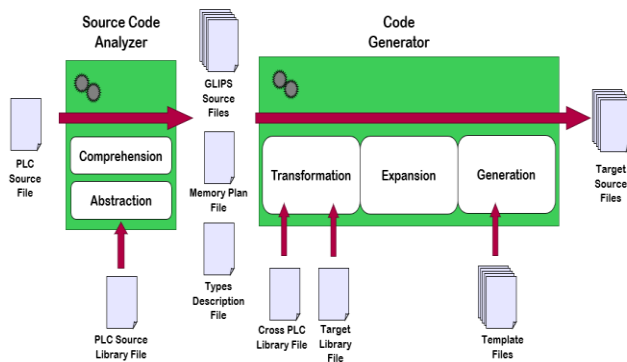 Source Code
Analyzer
Code
Generator
GLIPS
Source
Files
PLC
Source
File
Comprehension
Abstraction
Memory Plan
File
Transformation
Expansion
Generation
Target
Source
Files
Types
Description
File
PLC Source
Library File
Cross PLC
Library File
Target
Library
File
Template
Files